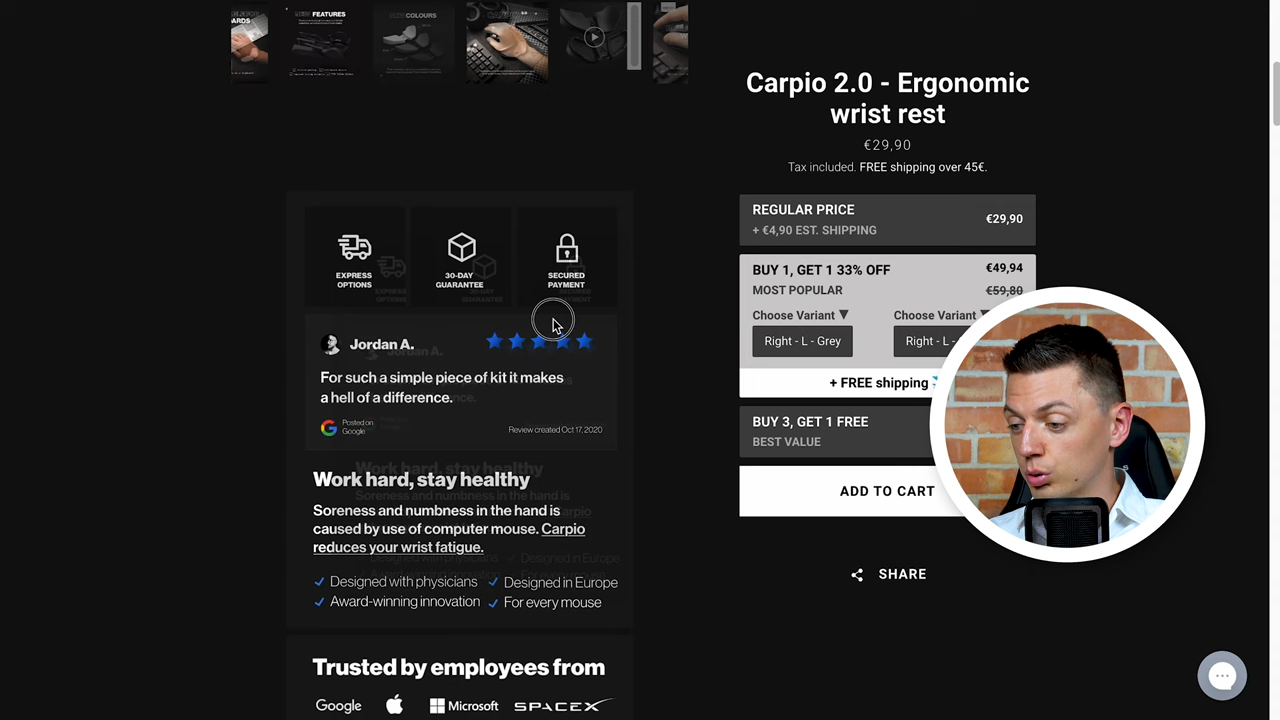 FEATURES
COLOURS
Carpio 2.0 - Ergonomic
wrist rest
€29,90
Tax included. FREE shipping over 45€.
REGULAR PRICE
€29,90
+ €4,90 EST. SHIPPING
BUY 1, GET 1 33% OFF
€49,94
MOST POPULAR
€59,80
Choose Variant ▼
Choose Variant ▼
Right - L - Grey
Right - L -
+ FREE shipping
BUY 3, GET 1 FREE
BEST VALUE
ADD TO CART
SHARE
EXPRESS
OPTIONS
30-DAY
GUARANTEE
SECURED
PAYMENT
Jordan A.
For such a simple piece of kit it makes
a hell of a difference.
Posted on
Google
Review created Oct 17, 2020
Work hard, stay healthy
Soreness and numbness in the hand is
caused by use of computer mouse. Carpio
reduces your wrist fatigue.
Designed with physicians
Designed in Europe
Award-winning innovation
For every mouse
Trusted by employees from
Google
Microsoft
SPACEX